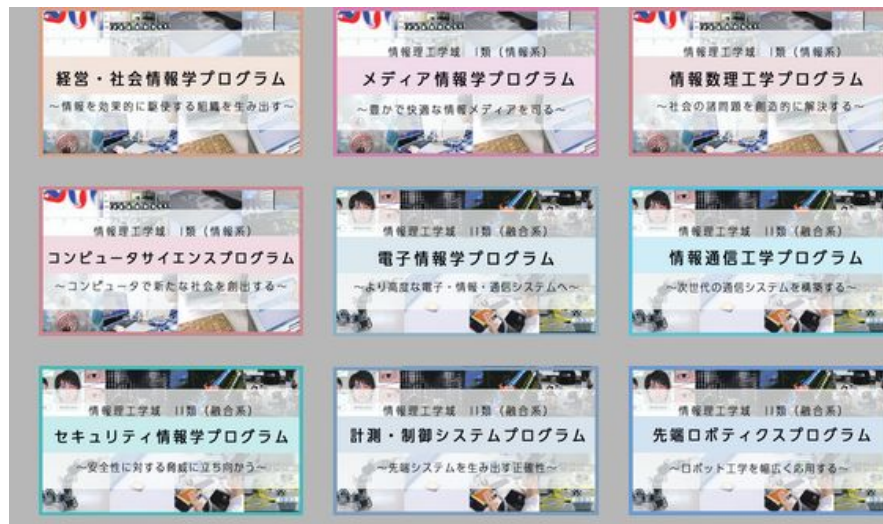 経営・社会情報学プログラム
～情報を効果的に駆使する組織を生み出す～
情報理工学域　I類（情報系）
メディア情報学プログラム
～豊かで快適な情報メディアを司る～
情報理工学域　I類（情報系）
情報数理工学プログラム
～社会の諸問題を創造的に解決する～
情報理工学域　I類（情報系）
コンピュータサイエンスプログラム
～コンピュータで新たな社会を創出する～
情報理工学域　II類（融合系）
電子情報学プログラム
～より高度な電子・情報・通信システムへ～
情報理工学域　II類（融合系）
情報通信工学プログラム
～次世代の通信システムを構築する～
情報理工学域　II類（融合系）
セキュリティ情報学プログラム
～安全性に対する脅威に立ち向かう～
情報理工学域　II類（融合系）
計測・制御システムプログラム
～先端システムを生み出す正確性～
情報理工学域　II類（融合系）
先端ロボティクスプログラム
～ロボット工学を幅広く応用する～